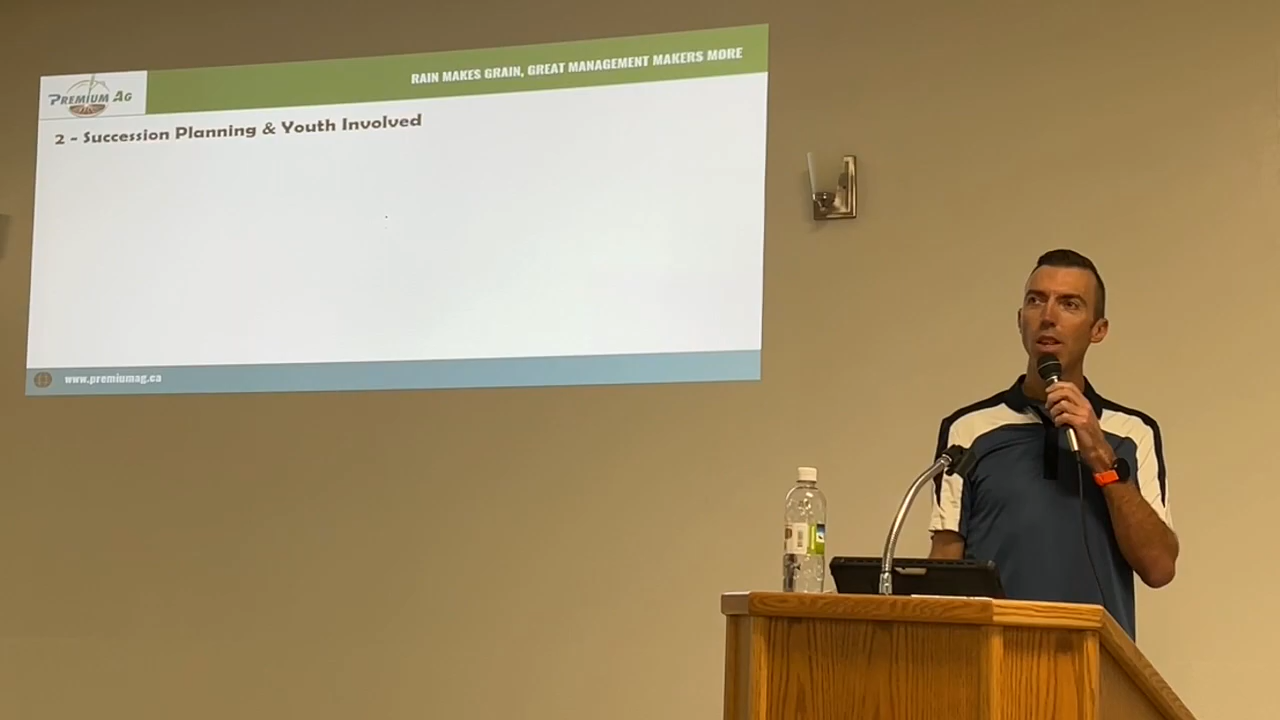 RAIN MAKES GRAIN, GREAT MANAGEMENT MAKERS MORE
PREMIUM AG
2 - Succession Planning & Youth Involved
www.premiumag.ca